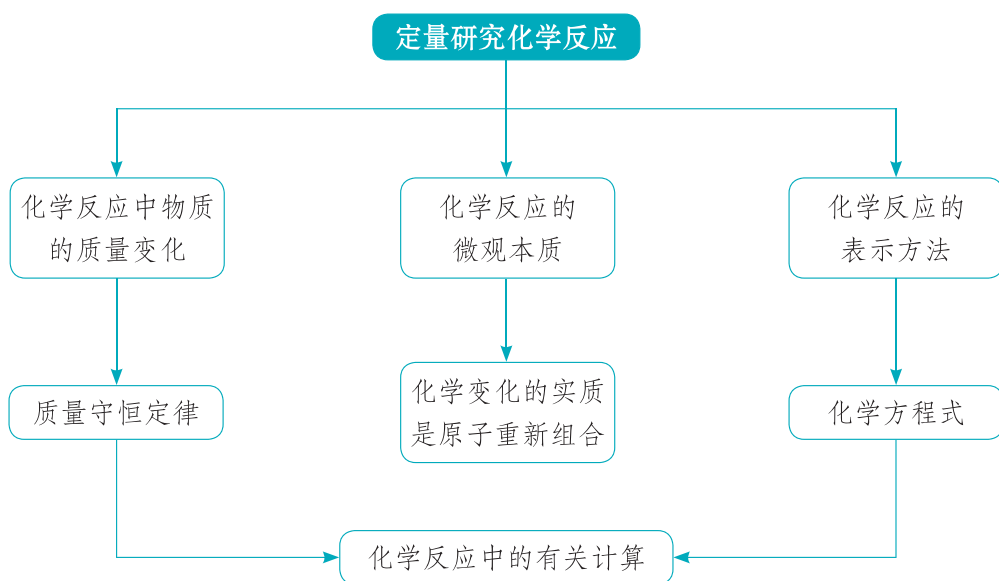 定量研究化学反应
化学反应中物质
的质量变化
化学反应的
微观本质
化学反应的
表示方法
质量守恒定律
化学变化的实质
是原子重新组合
化学方程式
化学反应中的有关计算